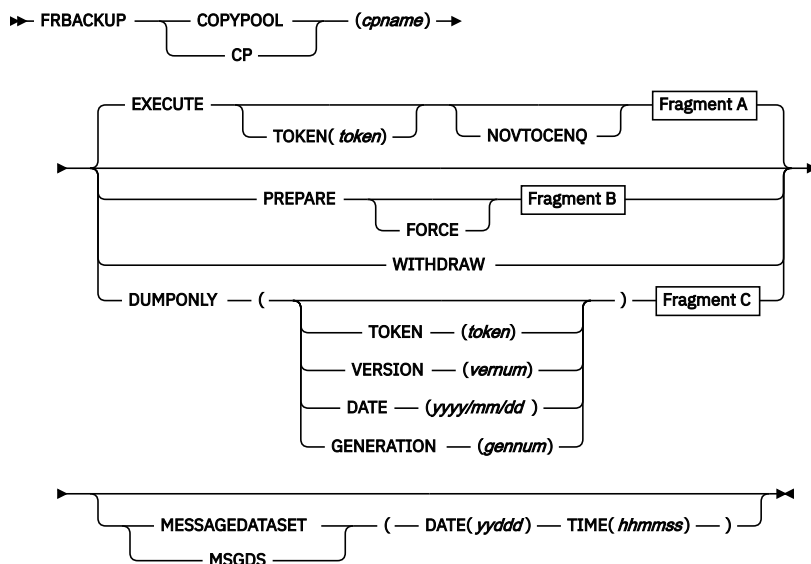 FRBACKUP COPYPOOL (cpname)
CP
EXECUTE Fragment A
TOKEN( token) NOVTOCENQ
PREPARE Fragment B
FORCE
WITHDRAW
DUMPONLY ( ) Fragment C
TOKEN (token)
VERSION (vernum)
DATE (yyyy/mm/dd )
GENERATION (gennum)
MESSAGEDATASET ( DATE( yyddd) TIME( hhmmss) )
MSGDS